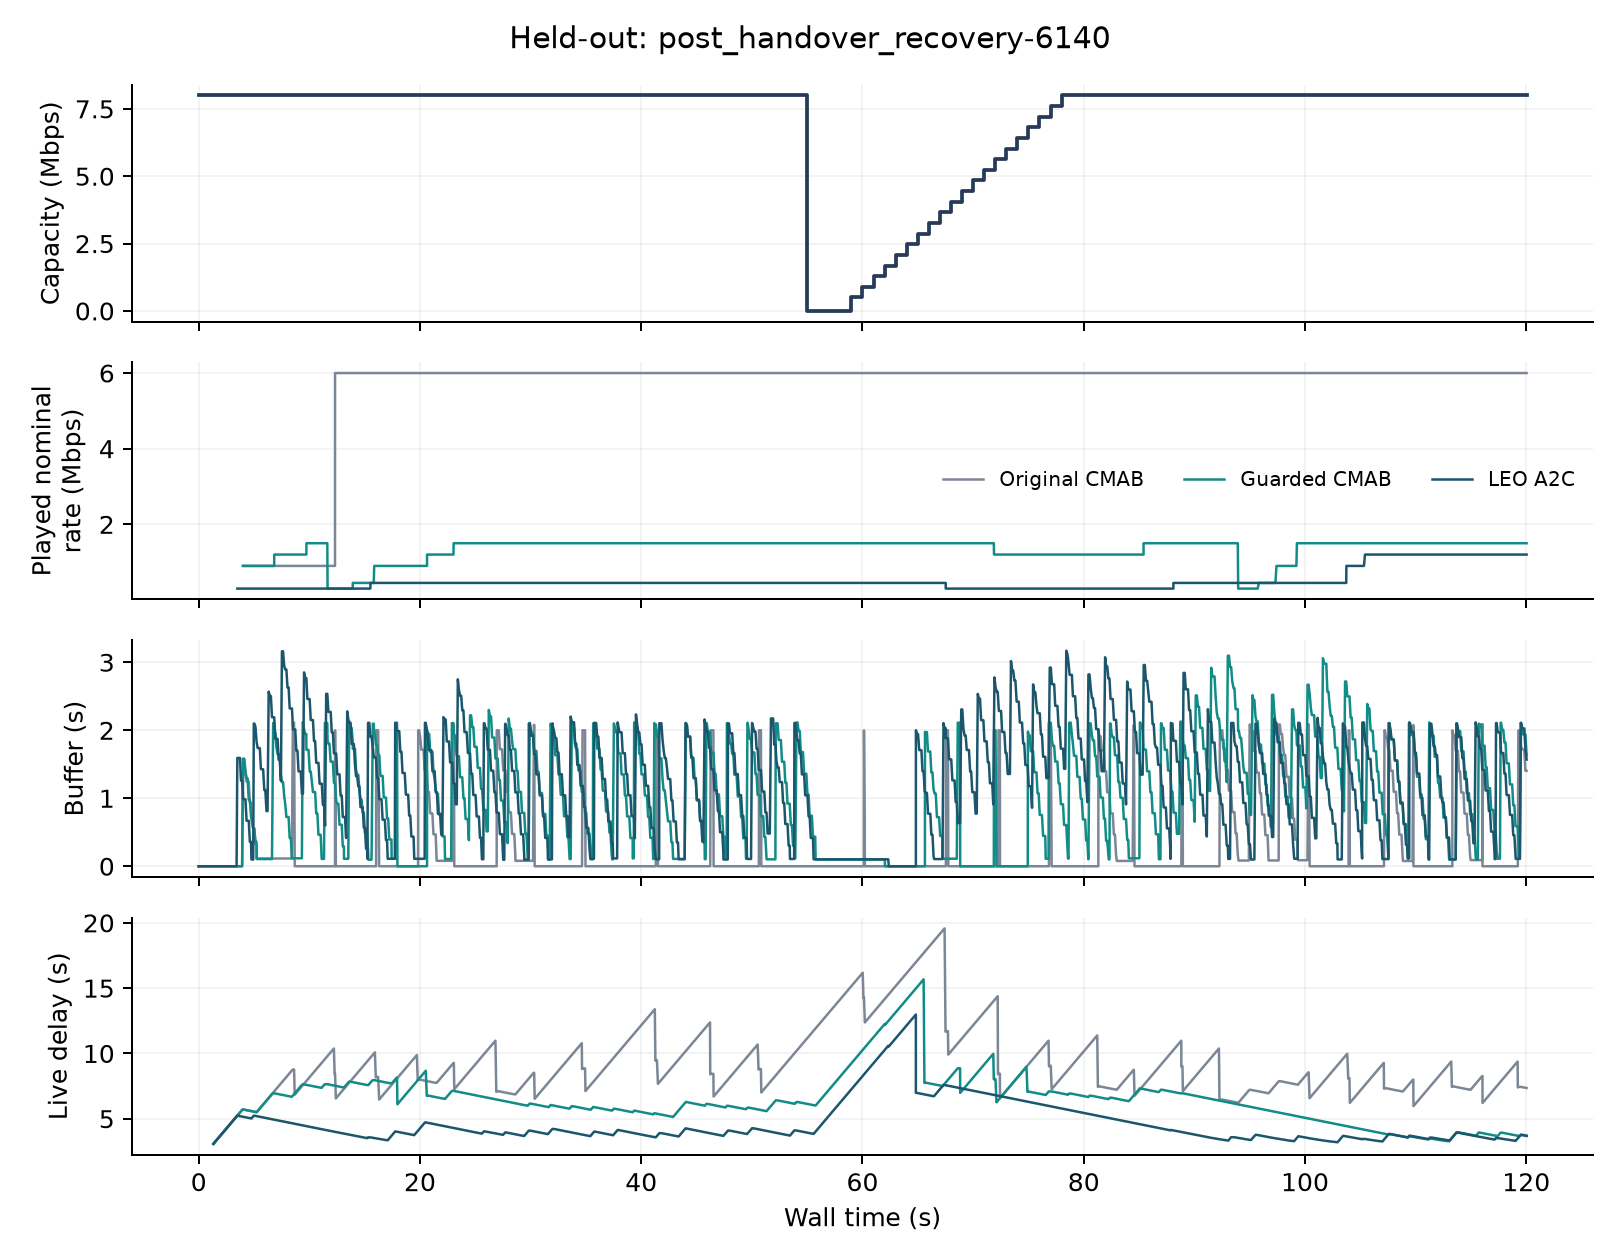 Held-out: post_handover_recovery-6140
Capacity (Mbps)
7.5
5.0
2.5
0.0
Played nominal
rate (Mbps)
6
4
2
Original CMAB
Guarded CMAB
LEO A2C
Buffer (s)
3
2
1
0
Live delay (s)
20
15
10
5
0
20
40
60
80
100
120
Wall time (s)